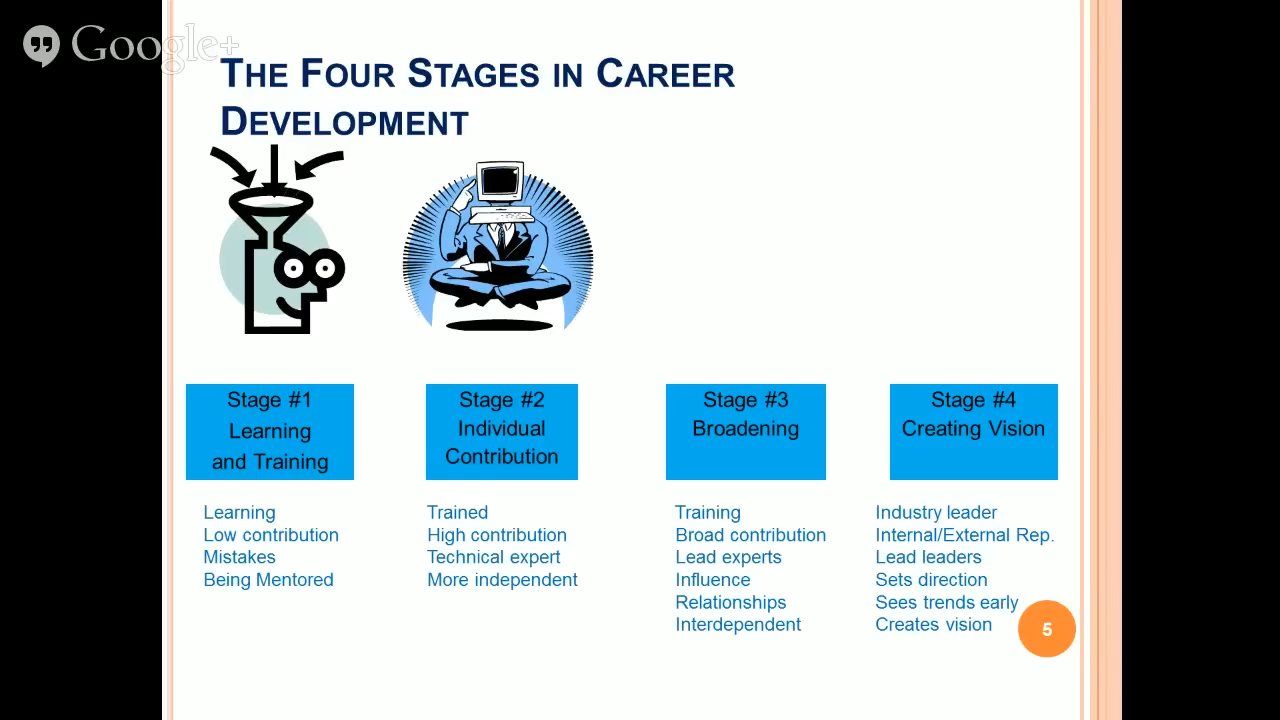 Google+
THE FOUR STAGES IN CAREER
DEVELOPMENT
Stage #1
Learning
and Training
Learning
Low contribution
Mistakes
Being Mentored
Stage #2
Individual
Contribution
Trained
High contribution
Technical expert
More independent
Stage #3
Broadening
Training
Broad contribution
Lead experts
Influence
Relationships
Interdependent
Stage #4
Creating Vision
Industry leader
Internal/External Rep.
Lead leaders
Sets direction
Sees trends early
Creates vision
5